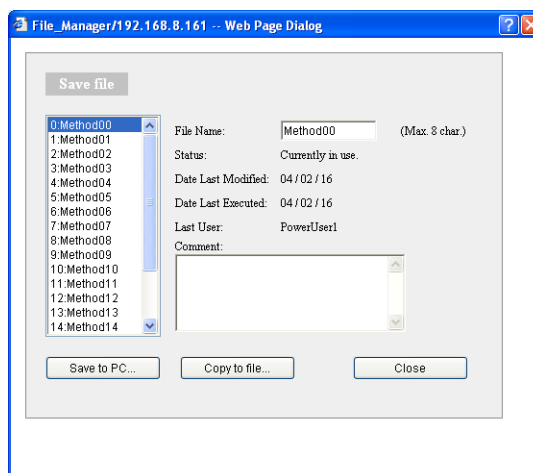 File_Manager/192.168.8.161 -- Web Page Dialog
Save file
0:Method00
1:Method01
2:Method02
3:Method03
4:Method04
5:Method05
6:Method06
7:Method07
8:Method08
9:Method09
10:Method10
11:Method11
12:Method12
13:Method13
14:Method14
File Name: Method00 (Max. 8 char.)
Status: Currently in use.
Date Last Modified: 04 / 02 / 16
Date Last Executed: 04 / 02 / 16
Last User: PowerUser1
Comment:
Save to PC... Copy to file... Close